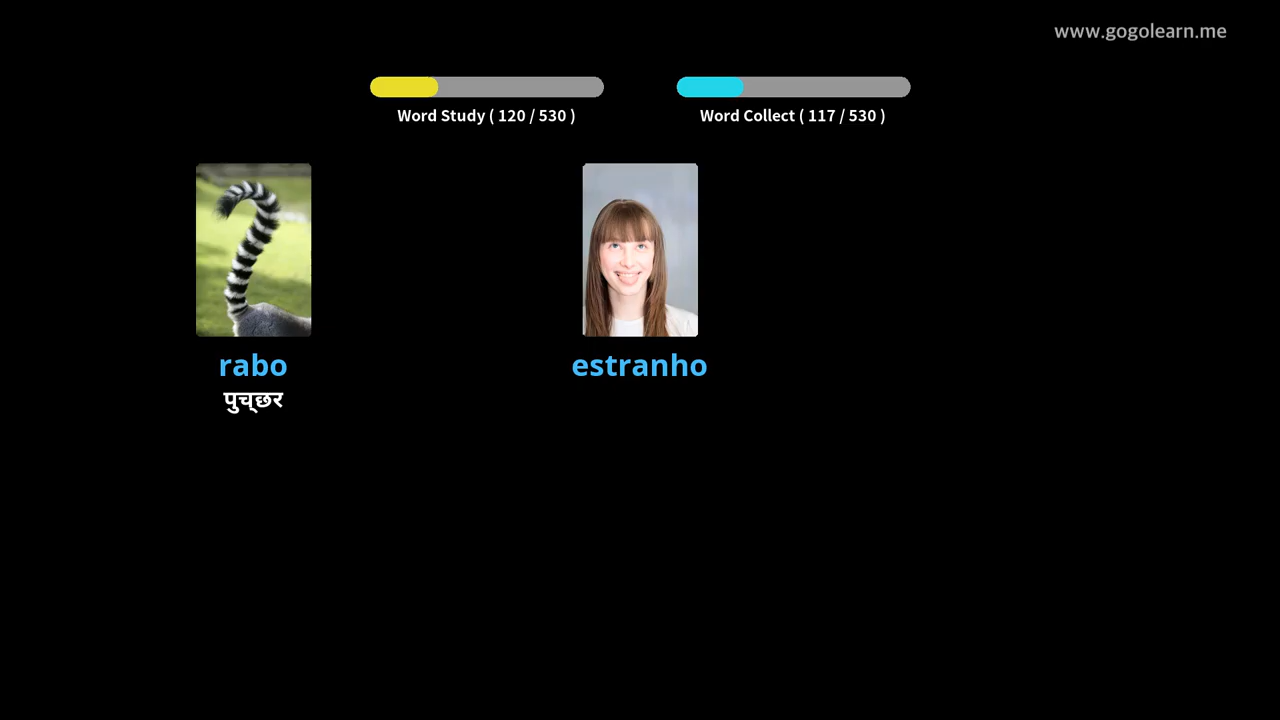 www.gogolearn.me
Word Study ( 120 / 530 )
Word Collect ( 117 / 530 )
rabo
पुच्छर
estranho